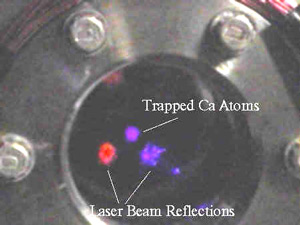 Trapped Ca Atoms
Laser Beam Reflections